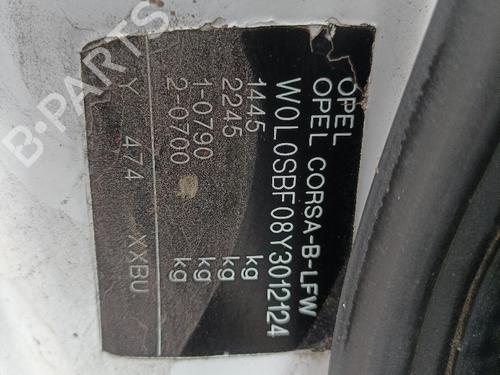 OPEL
OPEL CORSA-B-LFW
W0L0SBF08Y3012124
1445 kg
2245 kg
1-0790 kg
2-0700 kg
Y 474 XXBU
B-PARTS